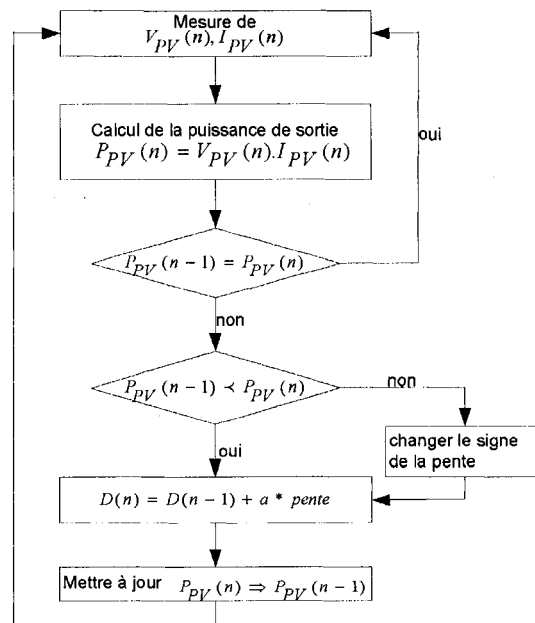 Mesure de
V_PV (n), I_PV (n)
Calcul de la puissance de sortie
P_PV (n) = V_PV (n).I_PV (n)
oui
P_PV (n − 1) = P_PV (n)
non
P_PV (n − 1) ≺ P_PV (n)
non
oui
changer le signe
de la pente
D(n) = D(n − 1) + a * pente
Mettre à jour P_PV (n) ⇒ P_PV (n − 1)